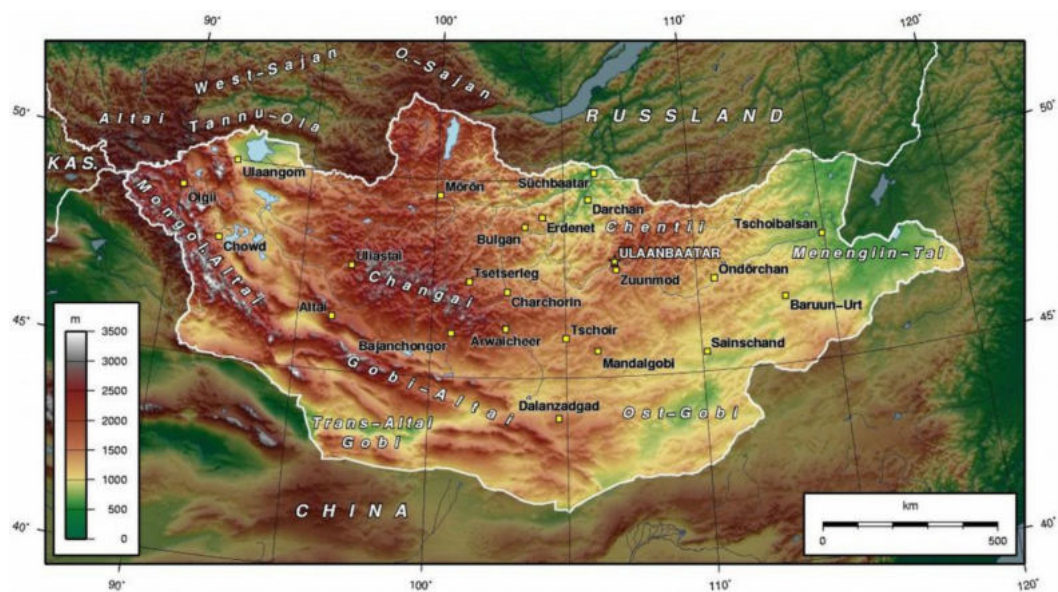 90° 100° 110° 120°
50° 50°
45° 45°
40° 40°
90° 100° 110° 120°
West-Sajan
O.-Sajan
Altai
Tannu-Ola
RUSSLAND
KAS.
Ulaangom
Ölgii
Mongol.Altai
Chowd
Mörön
Süchbaatar
Darchan
Erdenet
Bulgan
Chentii
Tschoibalsan
Menengiin-Tal
ULAANBAATAR
Zuunmod
Öndörchan
Baruun-Urt
Uliastai
Changai
Tsetserleg
Charchorin
Altai
Bajanchongor
Arwaicheer
Tschoir
Mandalgobi
Sainschand
Gobi-Altai
Dalanzadgad
Ost-Gobi
Trans-Altai
Gobi
CHINA
m
3500
3000
2500
2000
1500
1000
500
0
km
0 500